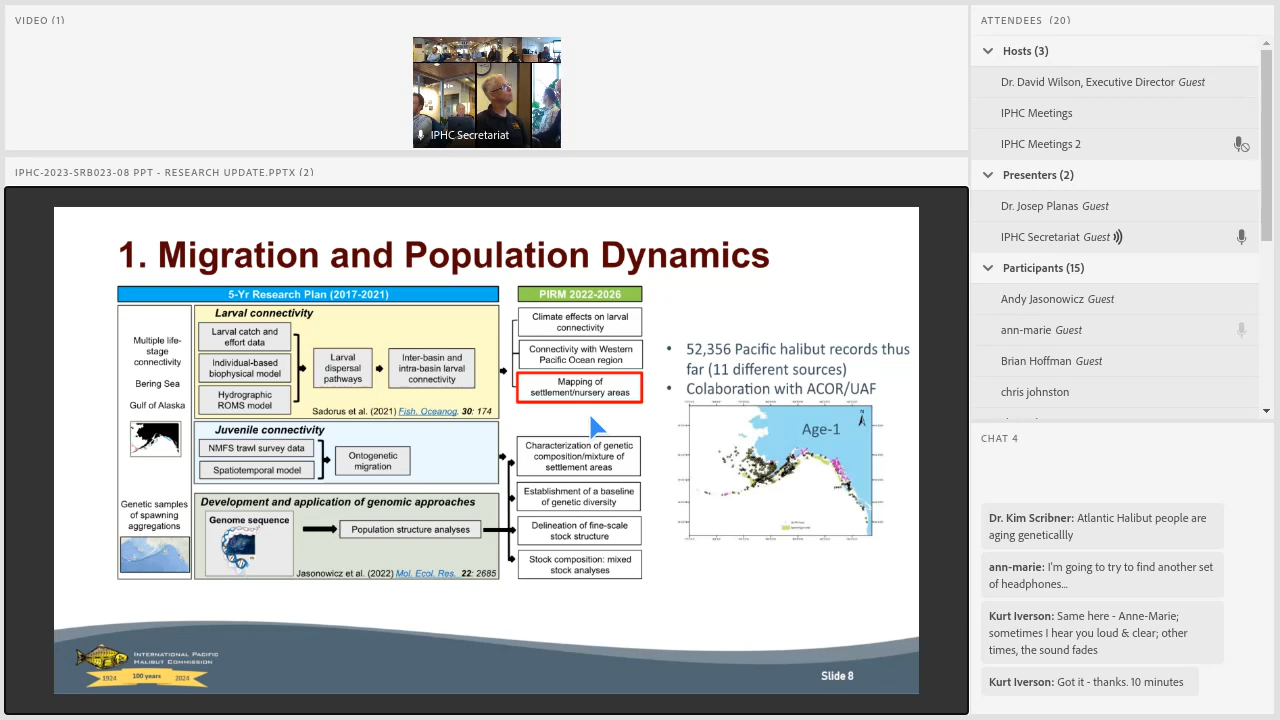 VIDEO (1)
IPHC Secretariat
IPHC-2023-SRB023-08 PPT - RESEARCH UPDATE.PPTX (2)
1. Migration and Population Dynamics
5-Yr Research Plan (2017-2021)
PIRM 2022-2026
Multiple life-
stage
connectivity
Bering Sea
Gulf of Alaska
Genetic samples
of spawning
aggregations
Larval connectivity
Larval catch and
effort data
Individual-based
biophysical model
Hydrographic
ROMS model
Larval
dispersal
pathways
Inter-basin and
intra-basin larval
connectivity
Sadorus et al. (2021) Fish. Oceanog. 30: 174
Juvenile connectivity
NMFS trawl survey data
Spatiotemporal model
Ontogenetic
migration
Development and application of genomic approaches
Genome sequence
Population structure analyses
Jasonowicz et al. (2022) Mol. Ecol. Res. 22: 2685
Climate effects on larval
connectivity
Connectivity with Western
Pacific Ocean region
Mapping of
settlement/nursery areas
Characterization of genetic
composition/mixture of
settlement areas
Establishment of a baseline
of genetic diversity
Delineation of fine-scale
stock structure
Stock composition: mixed
stock analyses
• 52,356 Pacific halibut records thus
far (11 different sources)
• Colaboration with ACOR/UAF
Age-1
N
INTERNATIONAL PACIFIC
HALIBUT COMMISSION
1924 100 years 2024
Slide 8
ATTENDEES (20)
Hosts (3)
Dr. David Wilson, Executive Director Guest
IPHC Meetings
IPHC Meetings 2
Presenters (2)
Dr. Josep Planas Guest
IPHC Secretariat Guest
Participants (15)
Andy Jasonowicz Guest
ann-marie Guest
Brian Hartman Guest
chris johnston
CHAT
Dr. Kim Scribner: Atlantic Halibut people are
aging geneticallly
ann-marie: I'm going to try to find another set
of headphones...
Kurt Iverson: Same here - Anne-Marie;
sometimes I hear you loud & clear; other
times the sound fades
Kurt Iverson: Got it - thanks. 10 minutes